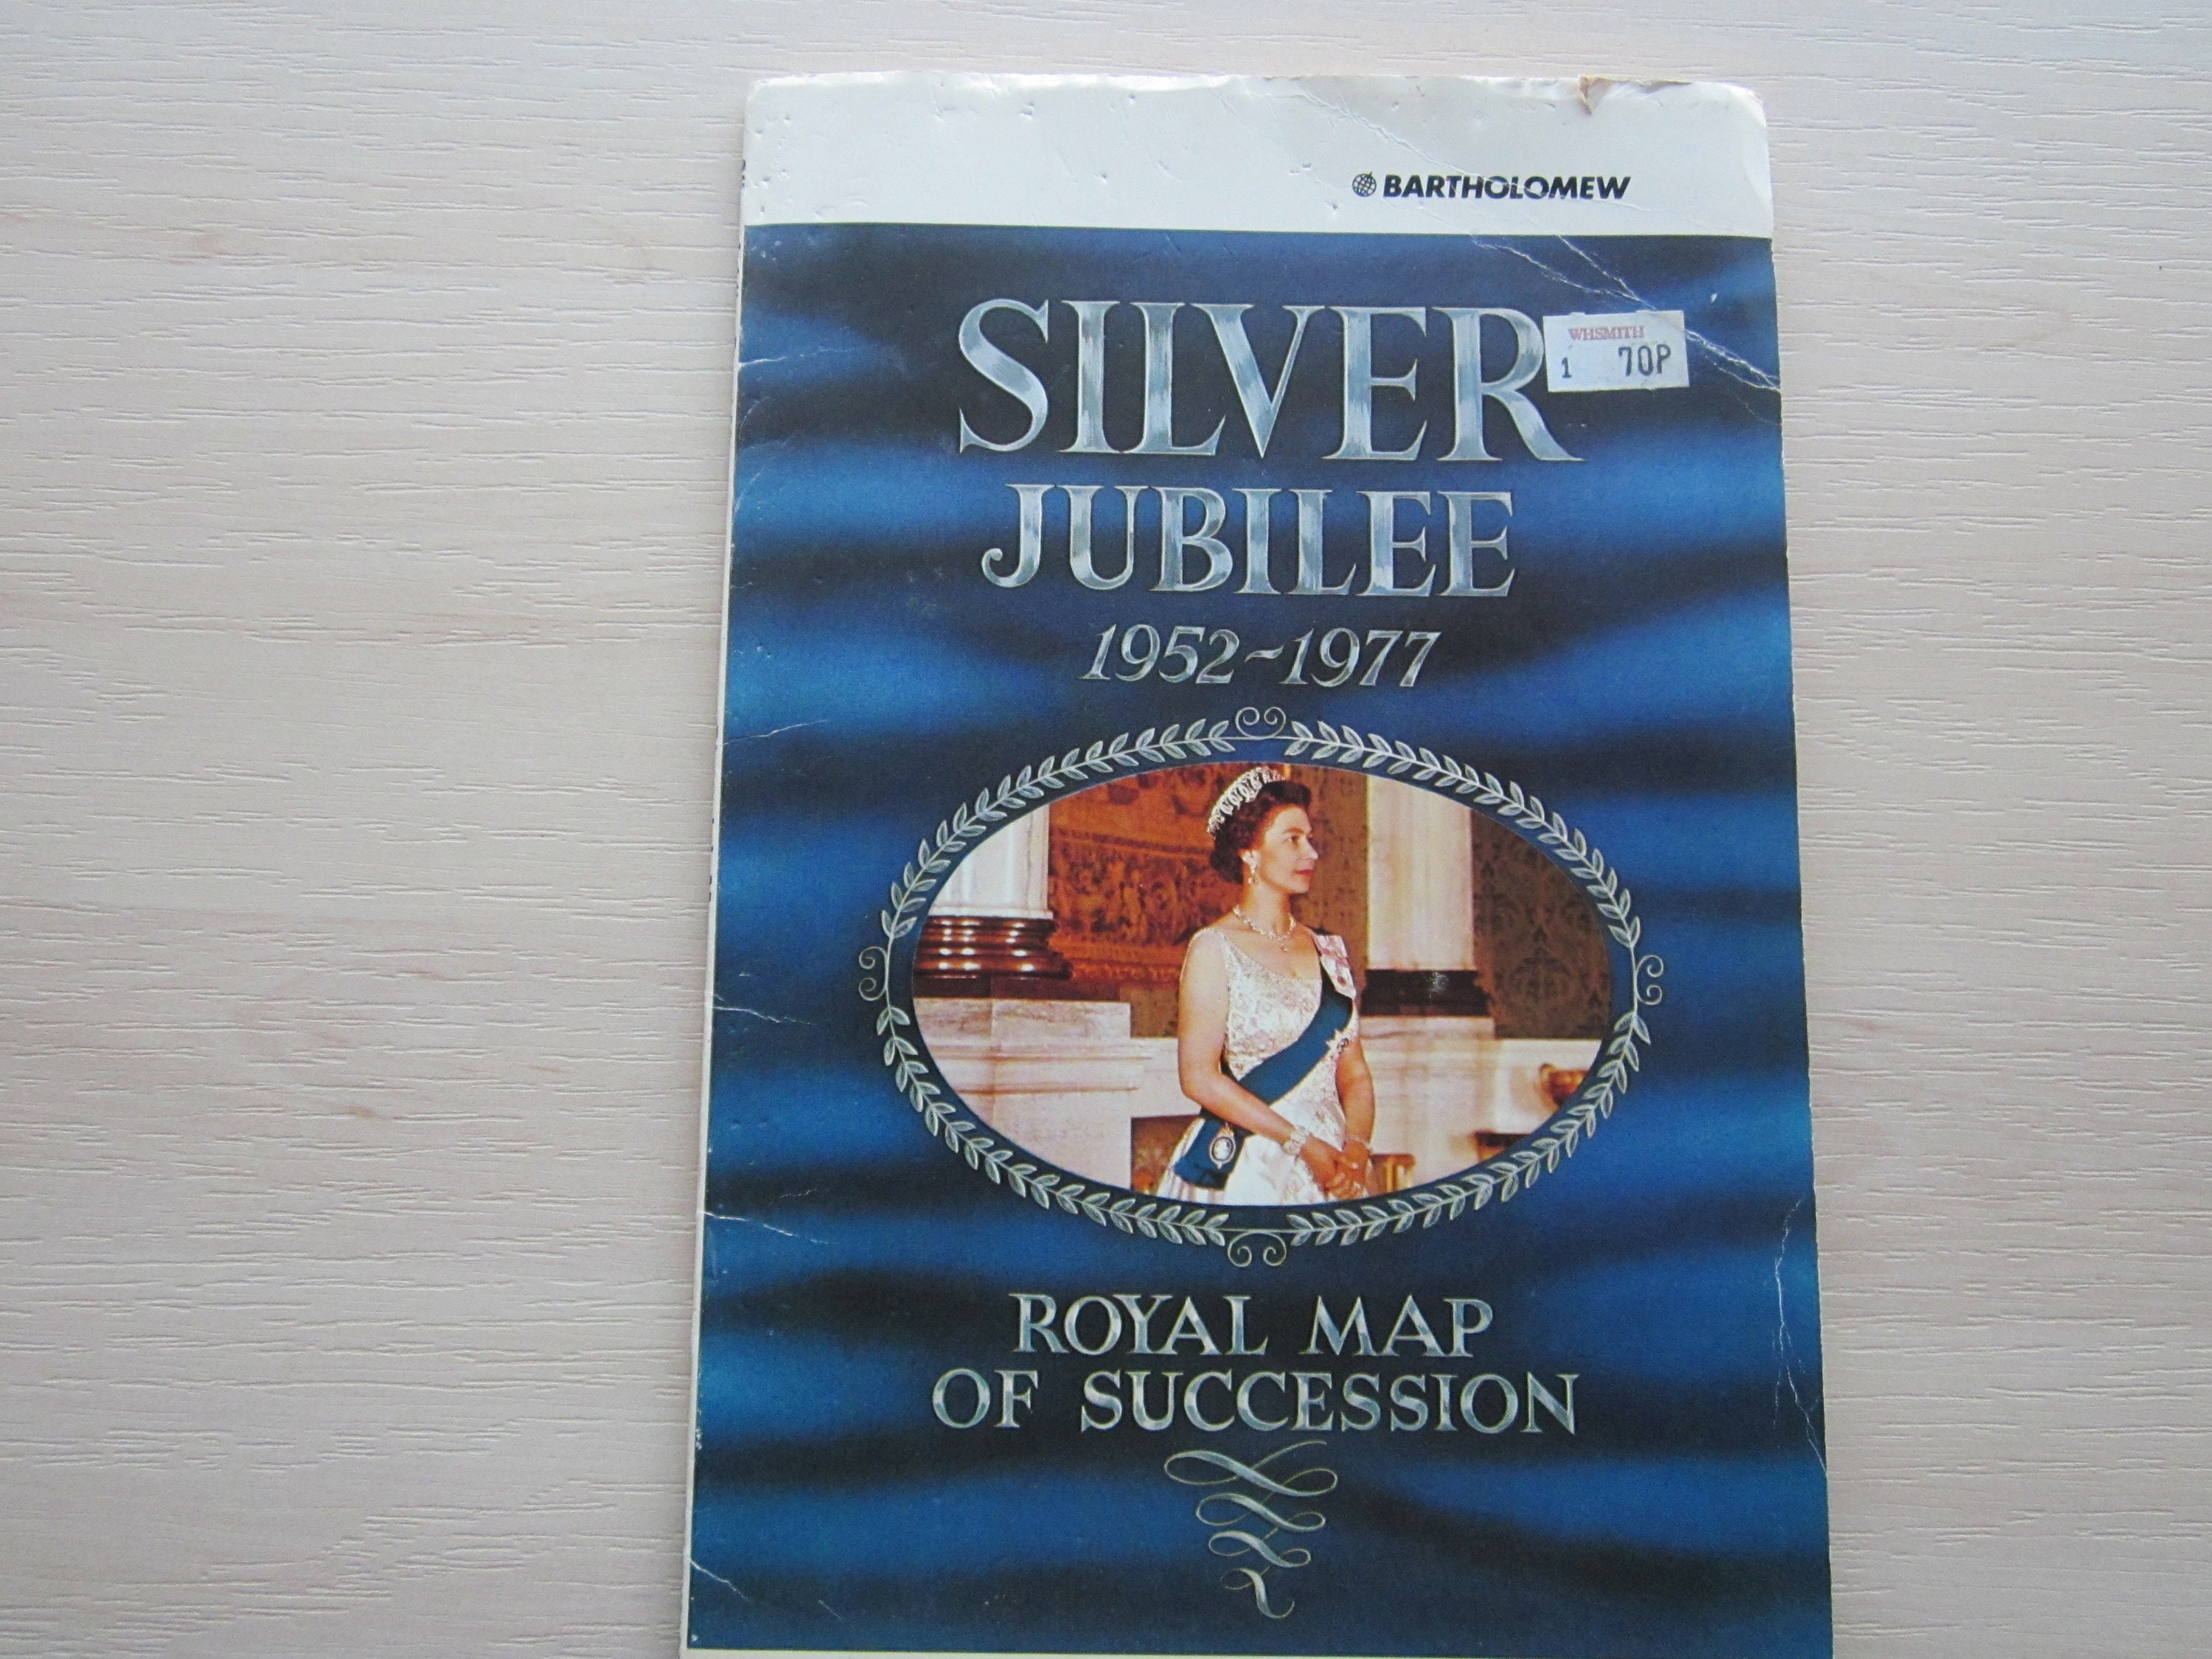 BARTHOLOMEW
SILVER
WHSMITH
1 70P
JUBILEE
1952~1977
ROYAL MAP
OF SUCCESSION